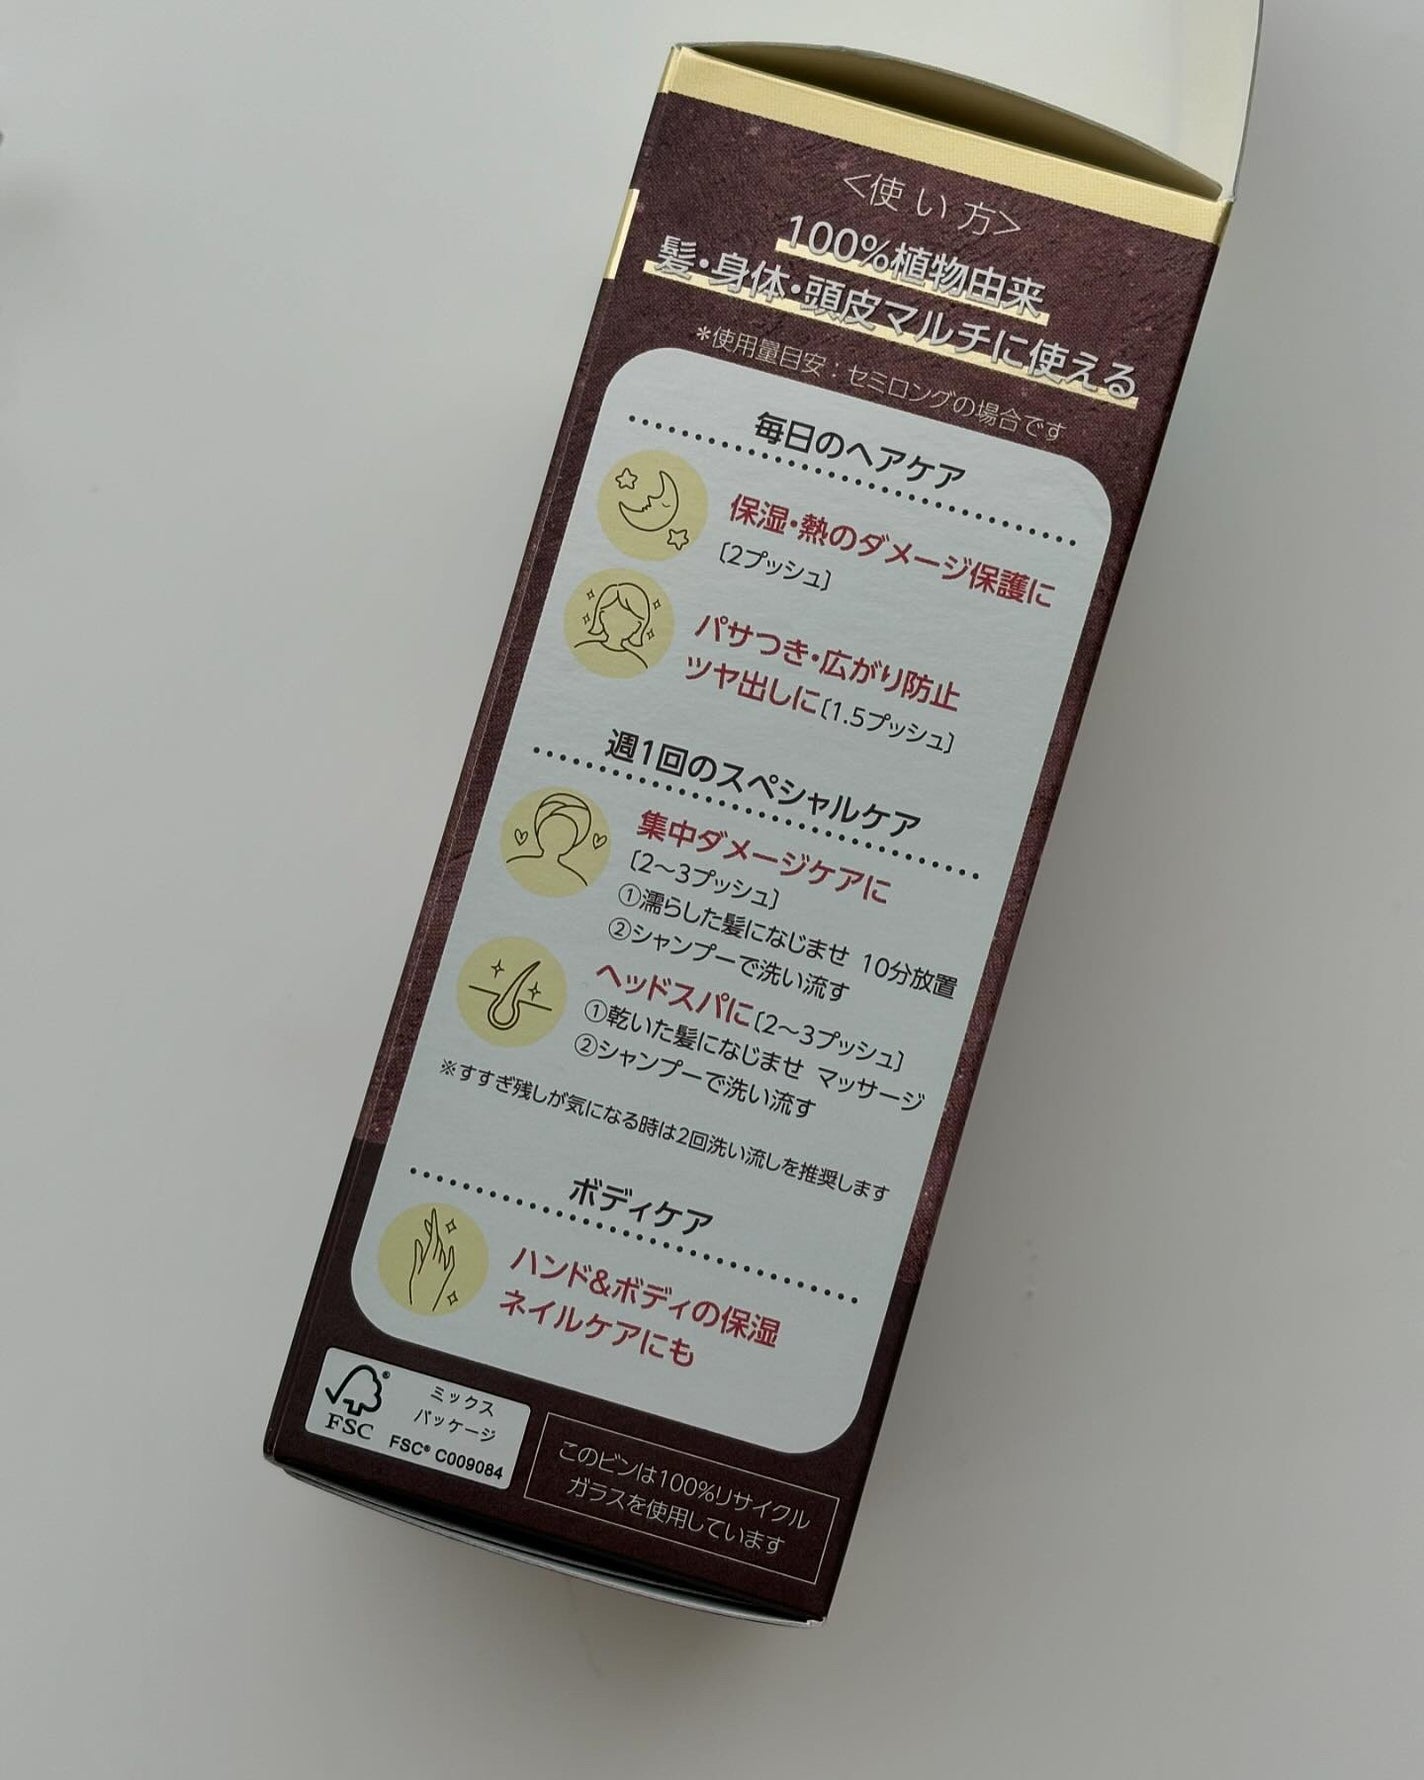 <使い方>
100%植物由来
髪・身体・頭皮マルチに使える
*使用量目安：セミロングの場合です
毎日のヘアケア
保湿・熱のダメージ保護に
[2プッシュ]
パサつき・広がり防止
ツヤ出しに[1.5プッシュ]
週1回のスペシャルケア
集中ダメージケアに
[2〜3プッシュ]
①濡らした髪になじませ 10分放置
②シャンプーで洗い流す
ヘッドスパに[2〜3プッシュ]
①乾いた髪になじませ マッサージ
②シャンプーで洗い流す
※すすぎ残しが気になる時は2回洗い流しを推奨します
ボディケア
ハンド&ボディの保湿
ネイルケアにも
FSC
ミックス
パッケージ
FSC® C009084
このビンは100%リサイクル
ガラスを使用しています